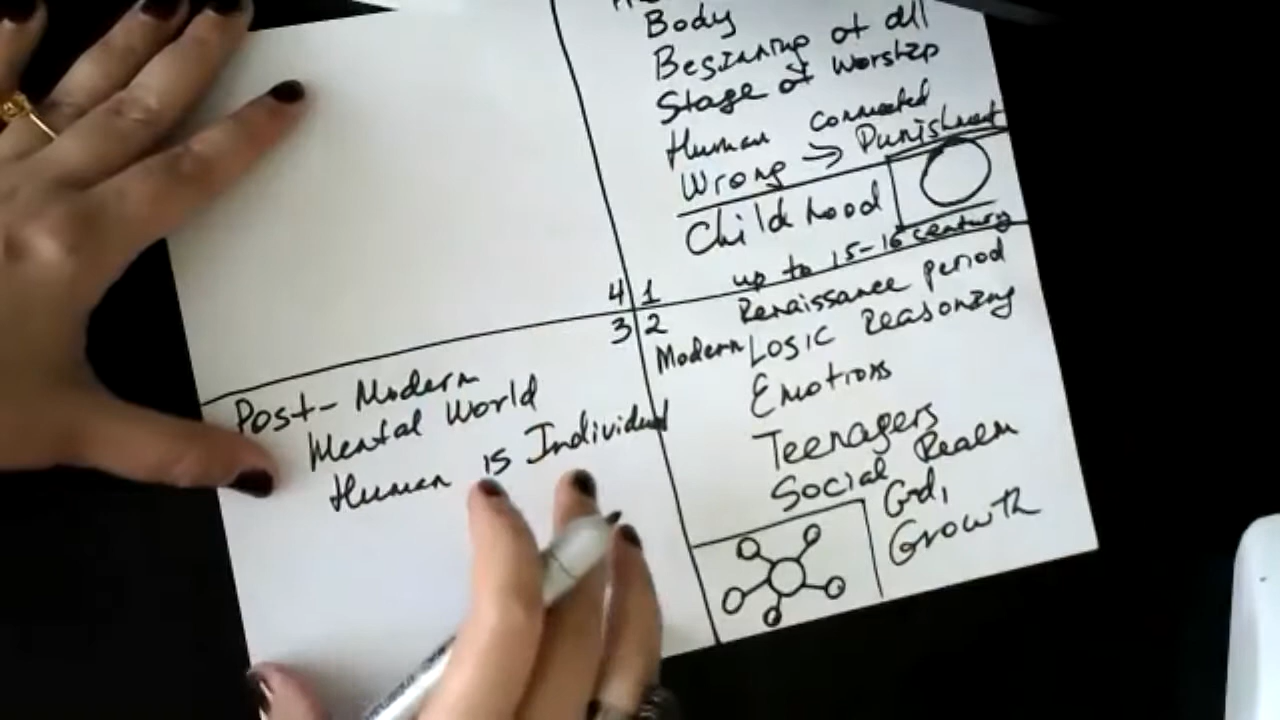 Body
Beginning of all
Stage of Worship
Human connected
Wrong → Punishment
Childhood
up to 15-16 century
4 1
3 2
Renaissance period
Modern Logic Reasoning
Emotions
Teenagers
Social Realm
God,
Growth
Post-Modern
Mental World
Human is Individual